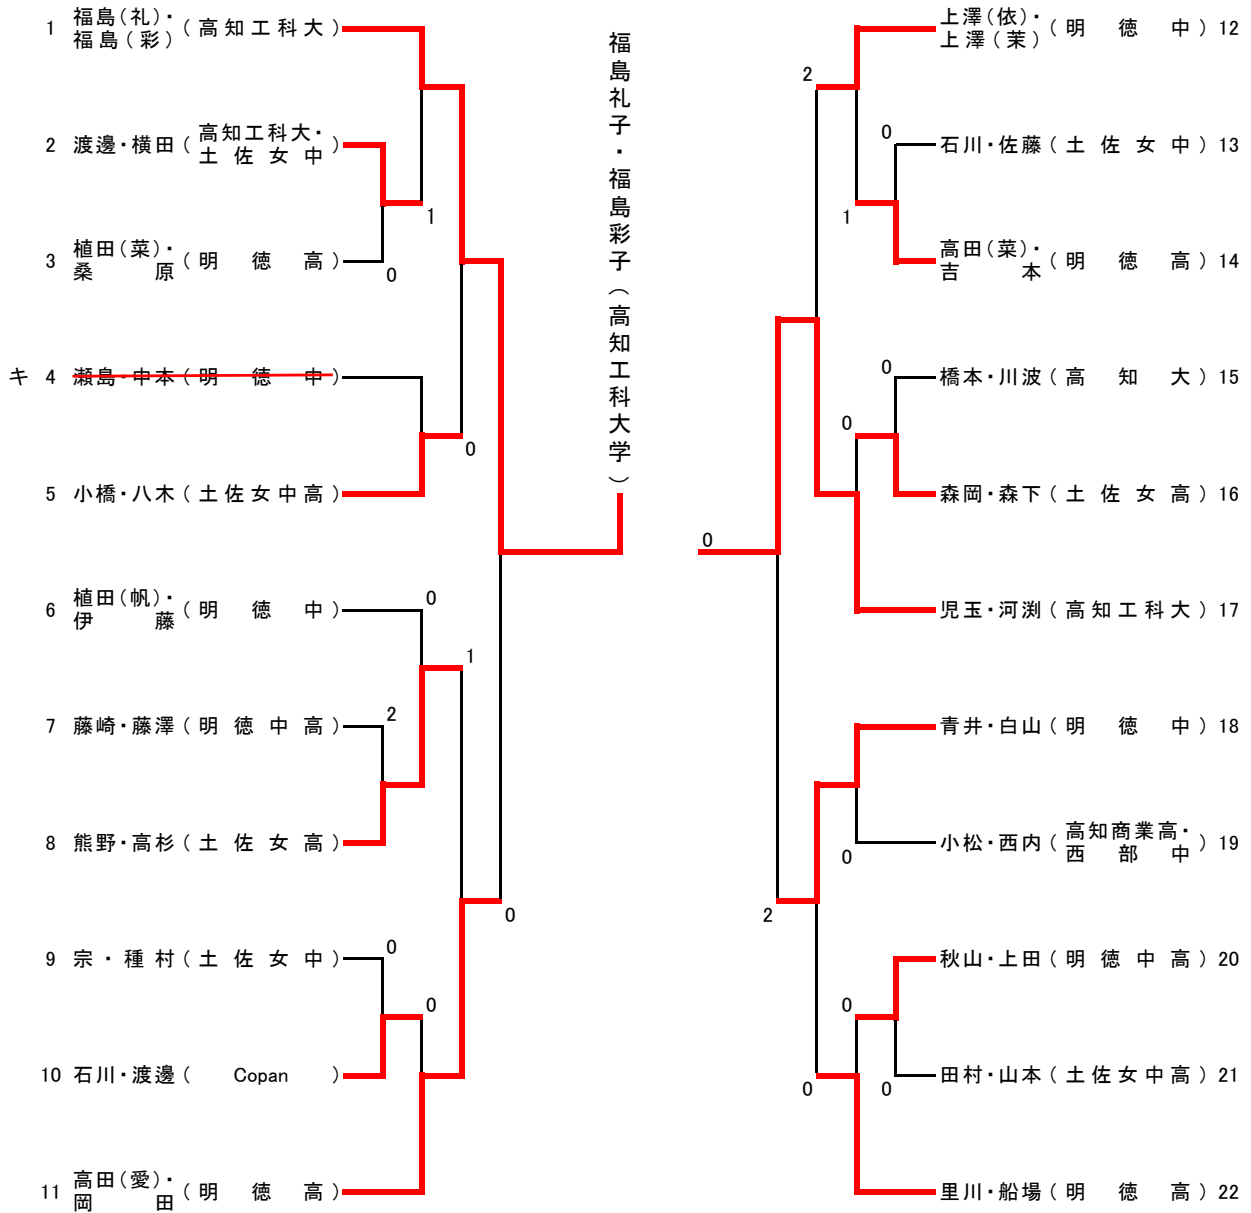 1 福島(礼)・福島(彩) (高知工科大)
2 渡邊・横田 (高知工科大・土佐女中)
1
3 植田(菜)・桑原 (明徳高)
0
キ 4 瀬島・中本 (明徳中)
0
5 小橋・八木 (土佐女中高)
6 植田(帆)・伊藤 (明徳中)
0
1
7 藤崎・藤澤 (明徳中高)
2
8 熊野・高杉 (土佐女高)
0
9 宗・種村 (土佐女中)
0
0
10 石川・渡邊 (Copan)
11 高田(愛)・岡田 (明徳高)
福島礼子・福島彩子(高知工科大学)
上澤(依)・上澤(茉) (明徳中) 12
2
0
石川・佐藤 (土佐女中) 13
1
高田(菜)・吉本 (明徳高) 14
0
橋本・川波 (高知大) 15
0
森岡・森下 (土佐女高) 16
0
児玉・河渕 (高知工科大) 17
青井・白山 (明徳中) 18
小松・西内 (高知商業高・西部中) 19
0
2
秋山・上田 (明徳中高) 20
0
田村・山本 (土佐女中高) 21
0
0
里川・船場 (明徳高) 22